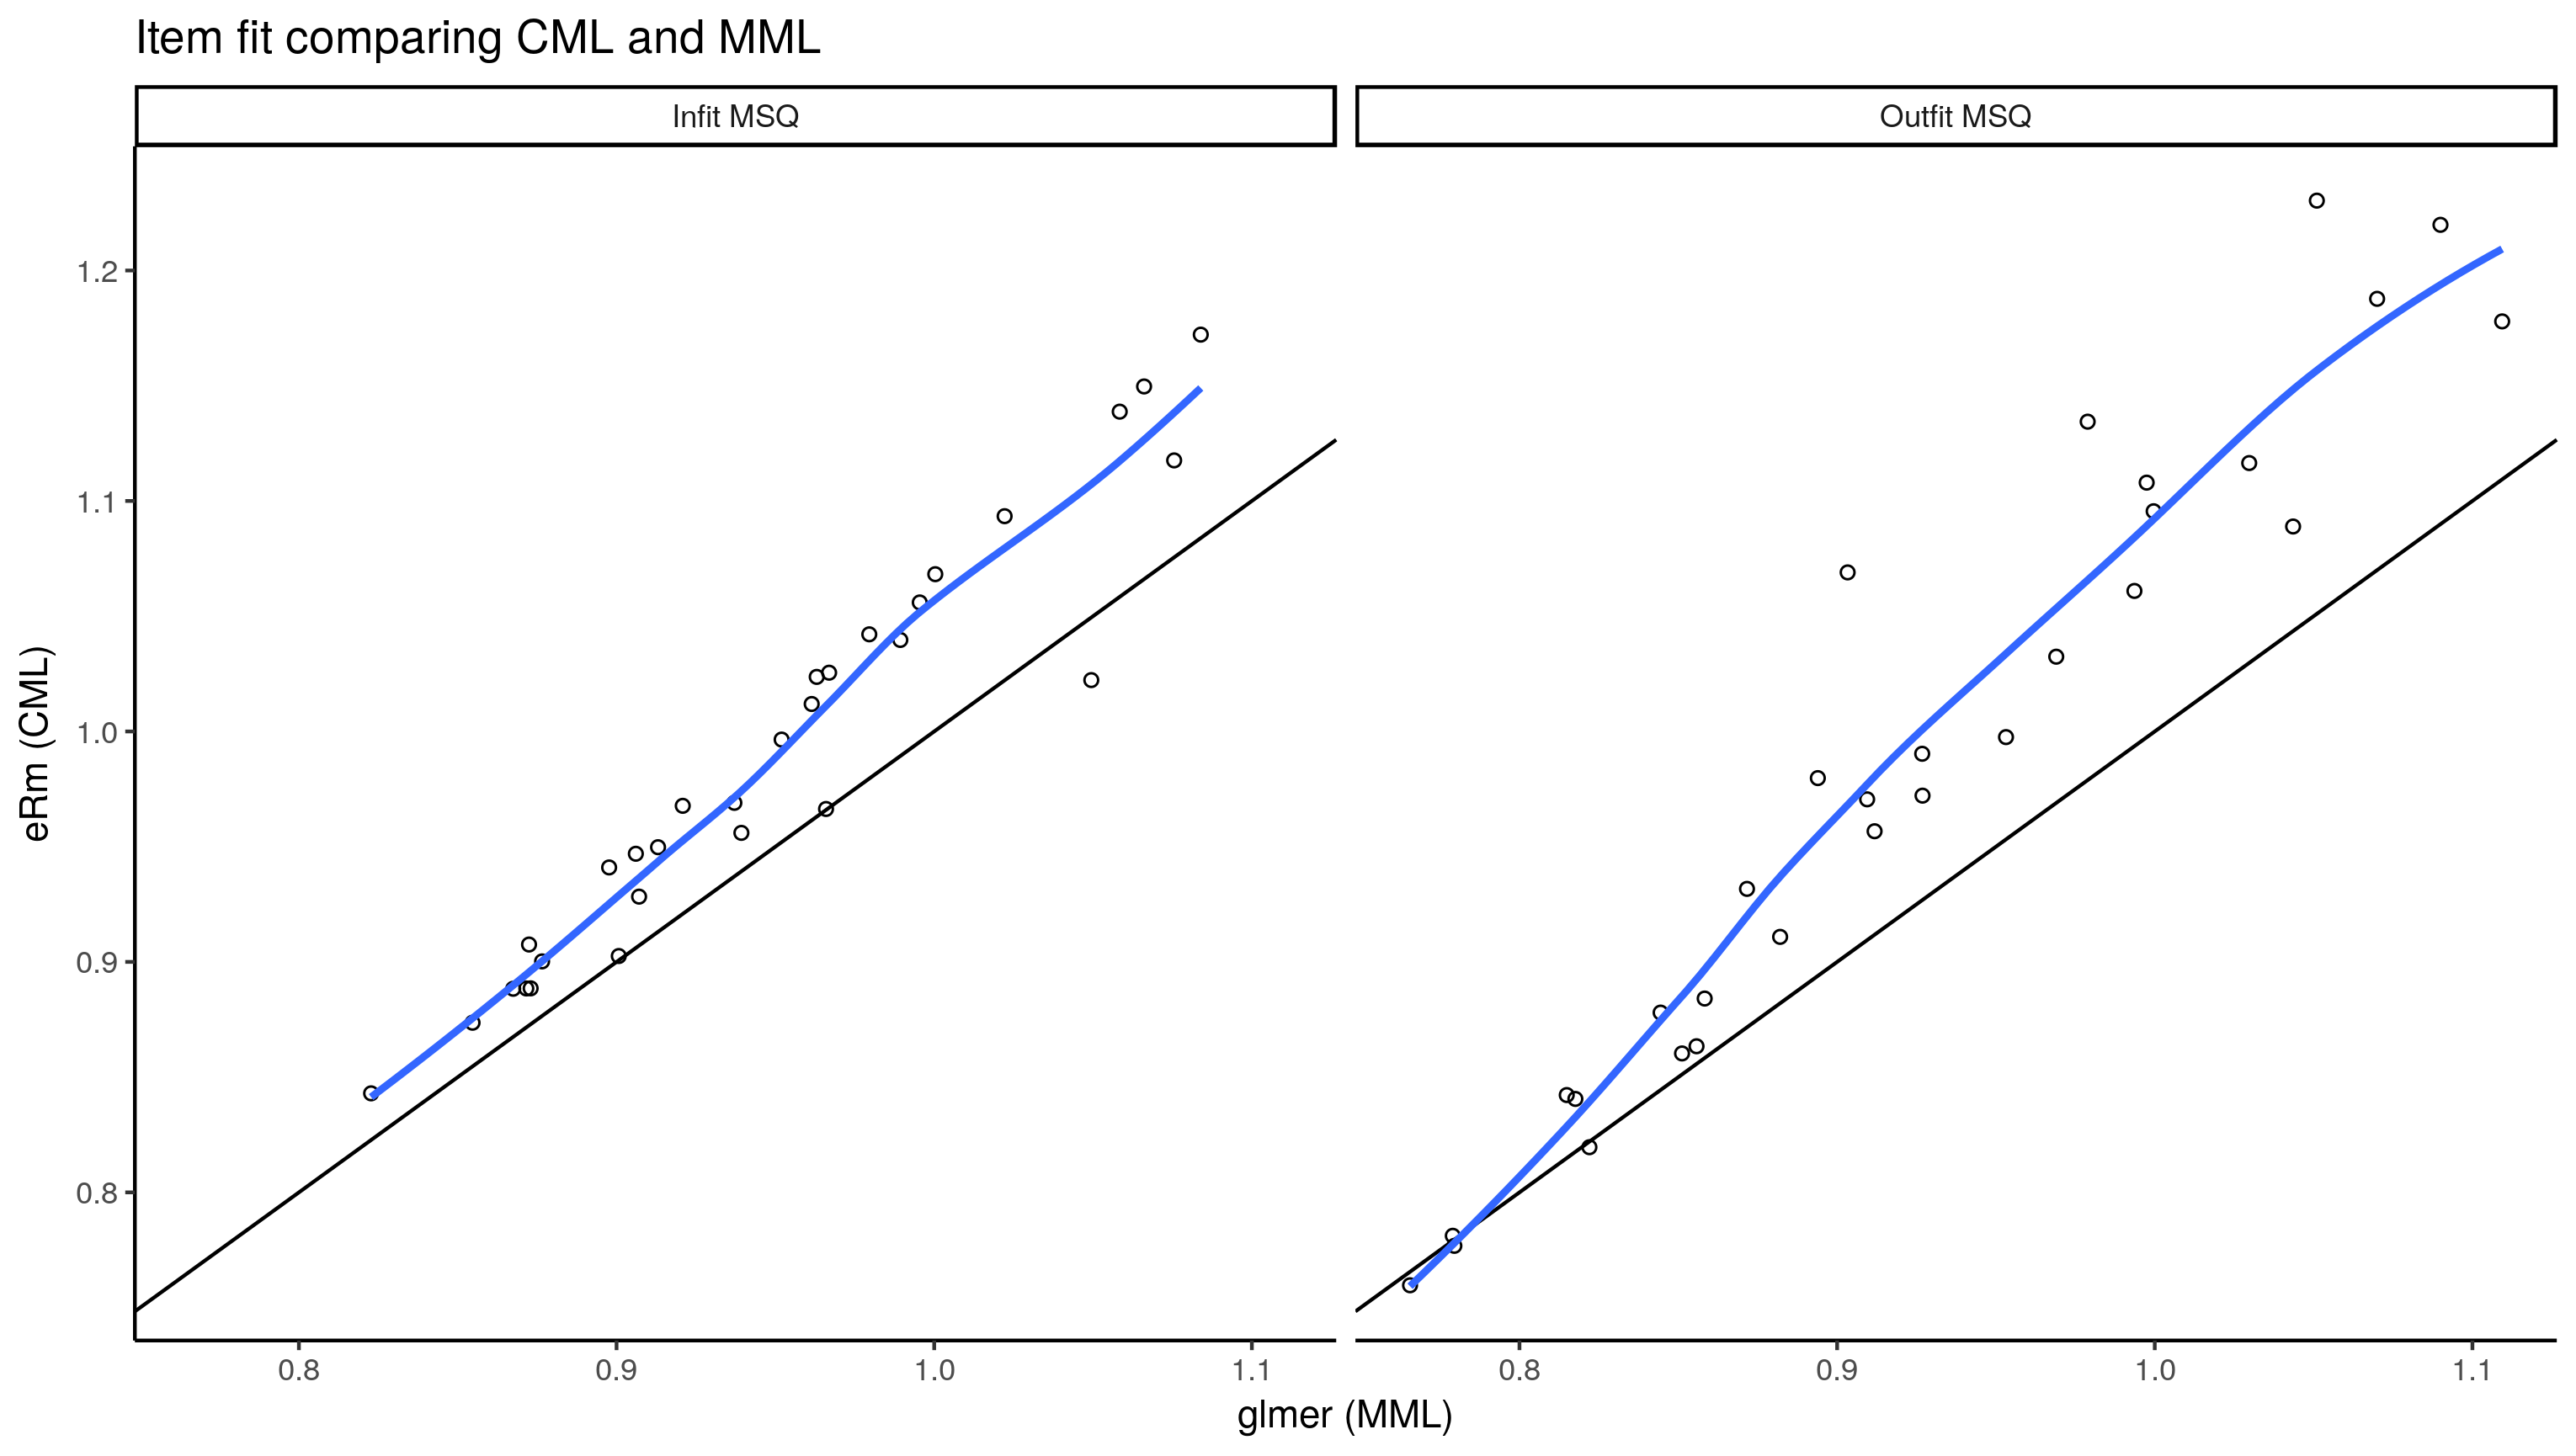 Item fit comparing CML and MML
Infit MSQ
Outfit MSQ
eRm (CML)
1.2
1.1
1.0
0.9
0.8
0.8 0.9 1.0 1.1
0.8 0.9 1.0 1.1
glmer (MML)